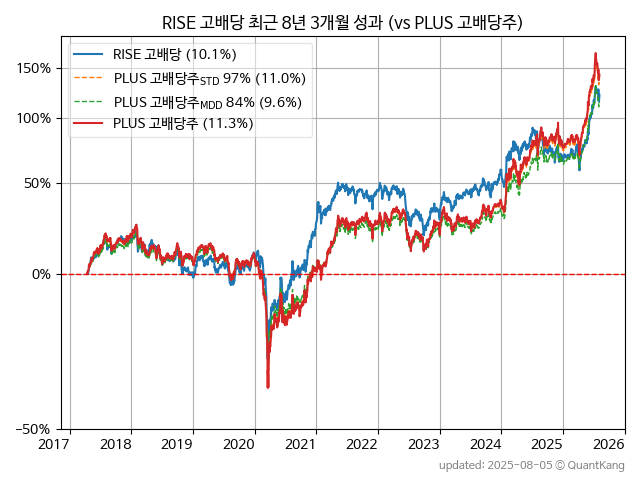 RISE 고배당 최근 8년 3개월 성과 (vs PLUS 고배당주)
RISE 고배당 (10.1%)
PLUS 고배당주STD 97% (11.0%)
PLUS 고배당주MDD 84% (9.6%)
PLUS 고배당주 (11.3%)
150%
100%
50%
0%
−50%
2017 2018 2019 2020 2021 2022 2023 2024 2025 2026
updated: 2025-08-05 © QuantKang